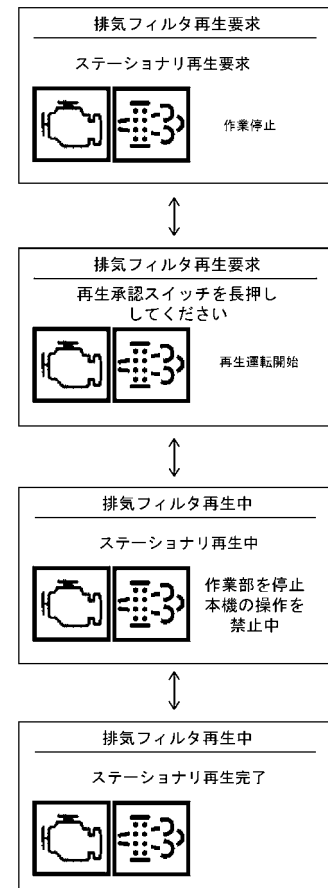 排気フィルタ再生要求
ステーショナリ再生要求
作業停止
排気フィルタ再生要求
再生承認スイッチを長押し
してください
再生運転開始
排気フィルタ再生中
ステーショナリ再生中
作業部を停止
本機の操作を
禁止中
排気フィルタ再生中
ステーショナリ再生完了